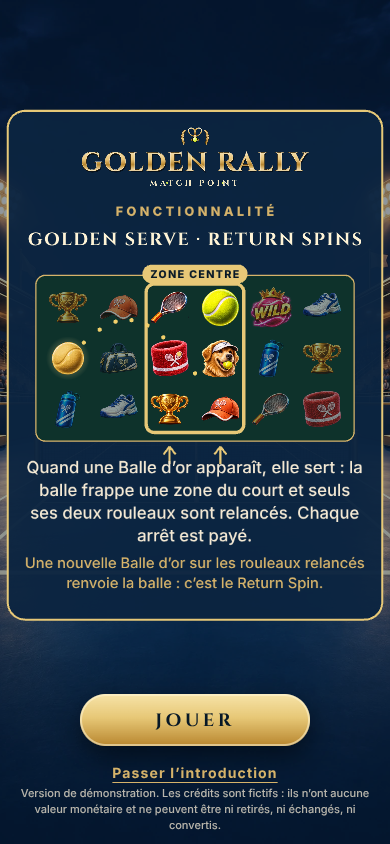 GOLDEN RALLY
MATCH POINT
FONCTIONNALITÉ
GOLDEN SERVE · RETURN SPINS
ZONE CENTRE
WILD
Quand une Balle d’or apparaît, elle sert : la
balle frappe une zone du court et seuls
ses deux rouleaux sont relancés. Chaque
arrêt est payé.
Une nouvelle Balle d’or sur les rouleaux relancés
renvoie la balle : c’est le Return Spin.
JOUER
Passer l’introduction
Version de démonstration. Les crédits sont fictifs : ils n’ont aucune
valeur monétaire et ne peuvent être ni retirés, ni échangés, ni
convertis.